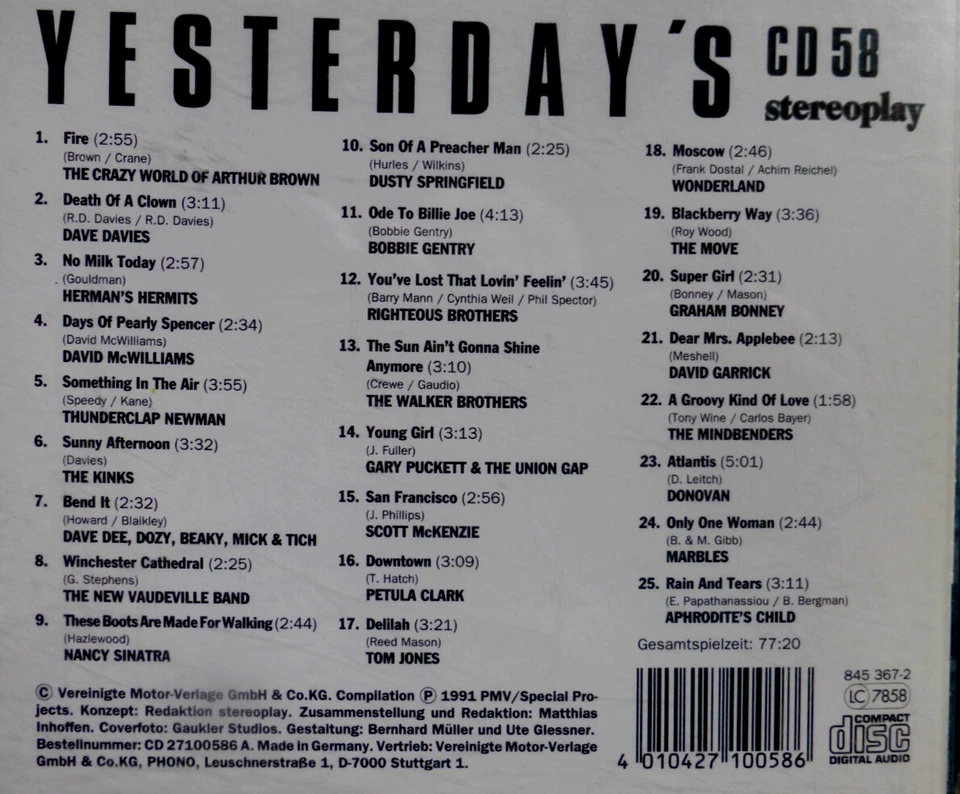 YESTERDAY'S
CD 58
stereoplay
1. Fire (2:55)
(Brown / Crane)
THE CRAZY WORLD OF ARTHUR BROWN
2. Death Of A Clown (3:11)
(R.D. Davies / R.D. Davies)
DAVE DAVIES
3. No Milk Today (2:57)
(Gouldman)
HERMAN'S HERMITS
4. Days Of Pearly Spencer (2:34)
(David McWilliams)
DAVID McWILLIAMS
5. Something In The Air (3:55)
(Speedy / Kane)
THUNDERCLAP NEWMAN
6. Sunny Afternoon (3:32)
(Davies)
THE KINKS
7. Bend It (2:32)
(Howard / Blaikley)
DAVE DEE, DOZY, BEAKY, MICK & TICH
8. Winchester Cathedral (2:25)
(G. Stephens)
THE NEW VAUDEVILLE BAND
9. These Boots Are Made For Walking (2:44)
(Hazlewood)
NANCY SINATRA
10. Son Of A Preacher Man (2:25)
(Hurles / Wilkins)
DUSTY SPRINGFIELD
11. Ode To Billie Joe (4:13)
(Bobbie Gentry)
BOBBIE GENTRY
12. You've Lost That Lovin' Feelin' (3:45)
(Barry Mann / Cynthia Weil / Phil Spector)
RIGHTEOUS BROTHERS
13. The Sun Ain't Gonna Shine
Anymore (3:10)
(Crewe / Gaudio)
THE WALKER BROTHERS
14. Young Girl (3:13)
(J. Fuller)
GARY PUCKETT & THE UNION GAP
15. San Francisco (2:56)
(J. Phillips)
SCOTT McKENZIE
16. Downtown (3:09)
(T. Hatch)
PETULA CLARK
17. Delilah (3:21)
(Reed Mason)
TOM JONES
18. Moscow (2:46)
(Frank Dostal / Achim Reichel)
WONDERLAND
19. Blackberry Way (3:36)
(Roy Wood)
THE MOVE
20. Super Girl (2:31)
(Bonney / Mason)
GRAHAM BONNEY
21. Dear Mrs. Applebee (2:13)
(Meshell)
DAVID GARRICK
22. A Groovy Kind Of Love (1:58)
(Tony Wine / Carlos Bayer)
THE MINDBENDERS
23. Atlantis (5:01)
(D. Leitch)
DONOVAN
24. Only One Woman (2:44)
(B. & M. Gibb)
MARBLES
25. Rain And Tears (3:11)
(E. Papathanassiou / B. Bergman)
APHRODITE'S CHILD
Gesamtspielzeit: 77:20
Ⓒ Vereinigte Motor-Verlage GmbH & Co.KG. Compilation Ⓟ 1991 PMV/Special Pro-
jects. Konzept: Redaktion stereoplay. Zusammenstellung und Redaktion: Matthias
Inhoffen. Coverfoto: Gaukler Studios. Gestaltung: Bernhard Müller und Ute Glessner.
Bestellnummer: CD 27100586 A. Made in Germany. Vertrieb: Vereinigte Motor-Verlage
GmbH & Co.KG, PHONO, Leuschnerstraße 1, D-7000 Stuttgart 1.
4 010427 100586
845 367-2
LC 7858
COMPACT
disc
DIGITAL AUDIO